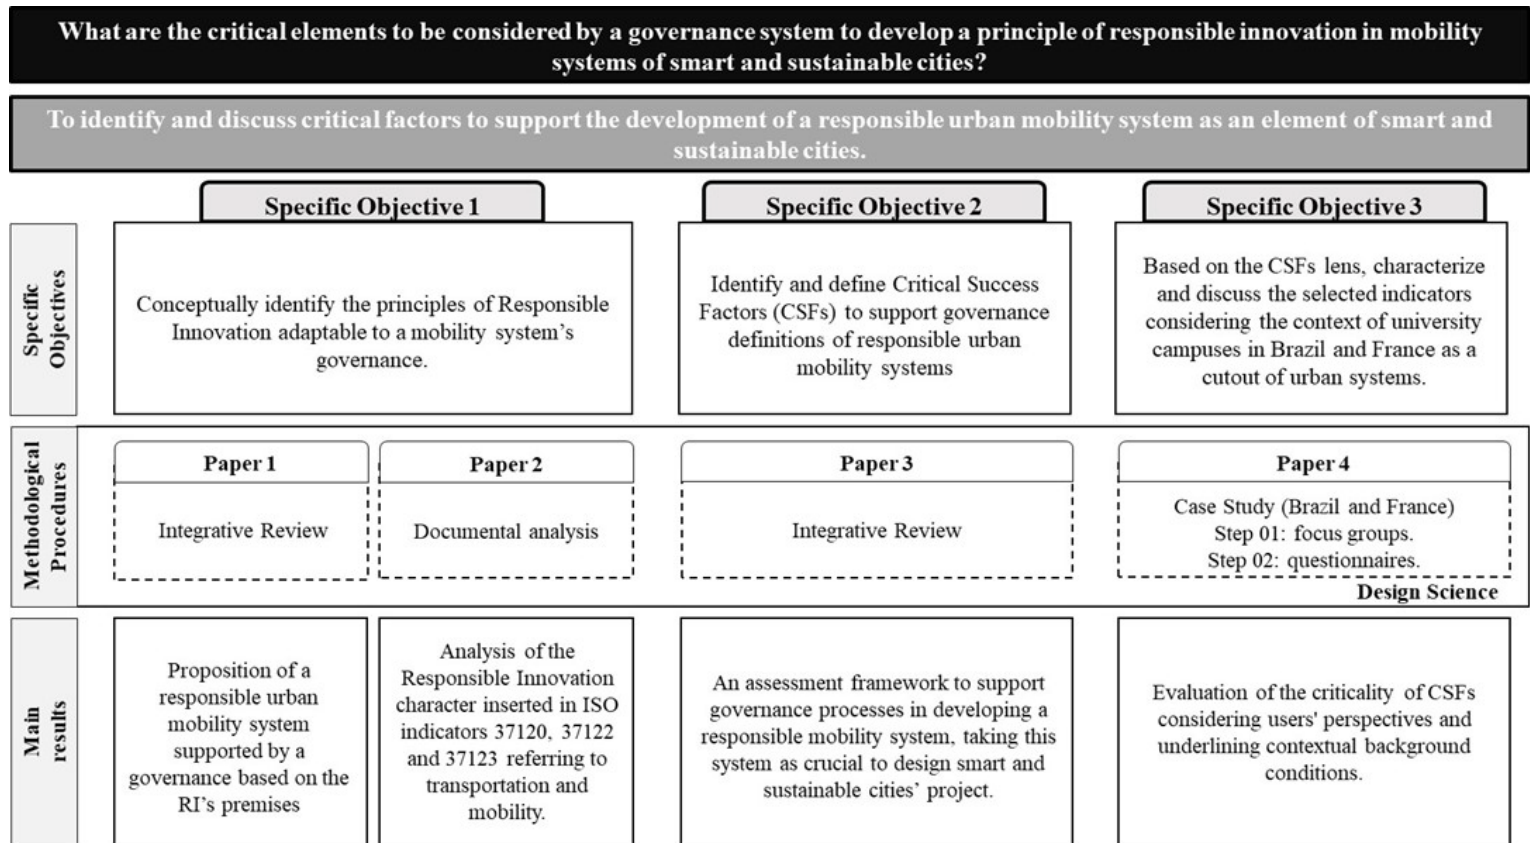 What are the critical elements to be considered by a governance system to develop a principle of responsible innovation in mobility
systems of smart and sustainable cities?
To identify and discuss critical factors to support the development of a responsible urban mobility system as an element of smart and
sustainable cities.
Specific Objective 1
Specific Objective 2
Specific Objective 3
Specific
Objectives
Conceptually identify the principles of Responsible
Innovation adaptable to a mobility system’s
governance.
Identify and define Critical Success
Factors (CSFs) to support governance
definitions of responsible urban
mobility systems
Based on the CSFs lens, characterize
and discuss the selected indicators
considering the context of university
campuses in Brazil and France as a
cutout of urban systems.
Methodological
Procedures
Paper 1
Integrative Review
Paper 2
Documental analysis
Paper 3
Integrative Review
Paper 4
Case Study (Brazil and France)
Step 01: focus groups.
Step 02: questionnaires.
Design Science
Main
results
Proposition of a
responsible urban
mobility system
supported by a
governance based on the
RI’s premises
Analysis of the
Responsible Innovation
character inserted in ISO
indicators 37120, 37122
and 37123 referring to
transportation and
mobility.
An assessment framework to support
governance processes in developing a
responsible mobility system, taking this
system as crucial to design smart and
sustainable cities’ project.
Evaluation of the criticality of CSFs
considering users' perspectives and
underlining contextual background
conditions.